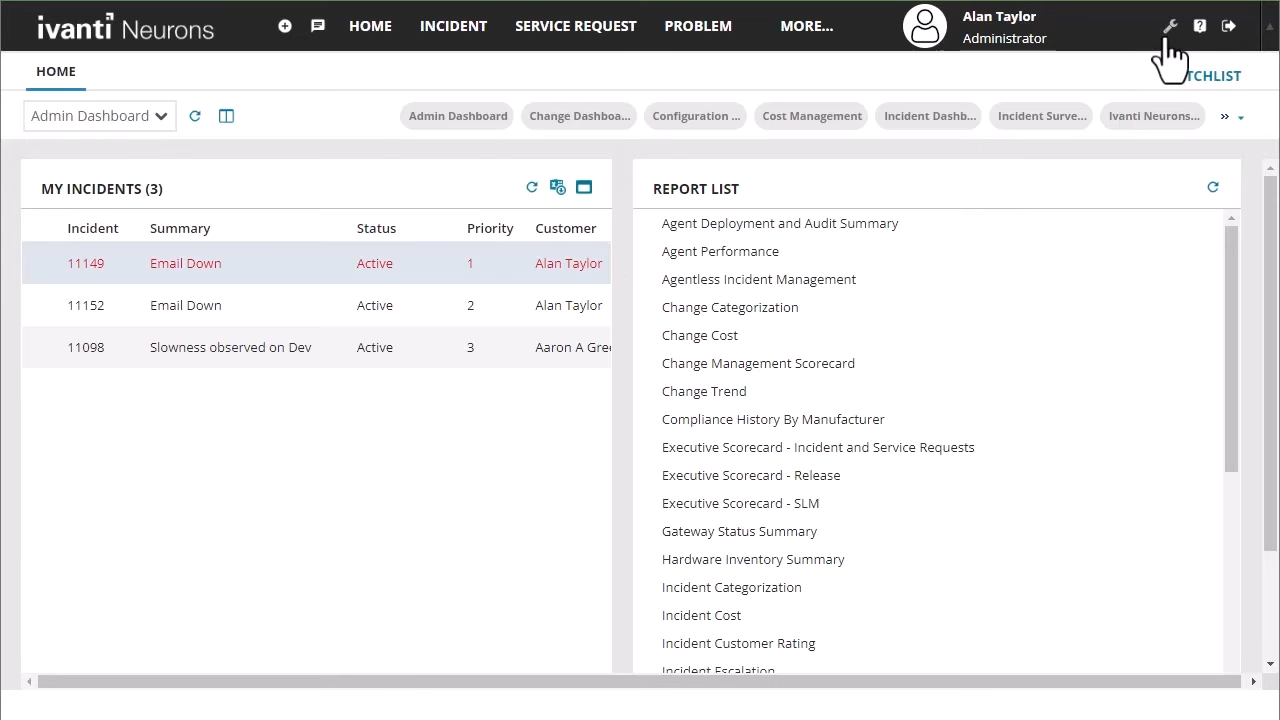 ivanti Neurons HOME INCIDENT SERVICE REQUEST PROBLEM MORE... Alan Taylor
Administrator
HOME
TCHLIST
Admin Dashboard Admin Dashboard Change Dashboa... Configuration ... Cost Management Incident Dashb... Incident Surve... Ivanti Neurons... »
MY INCIDENTS (3)
Incident Summary Status Priority Customer
11149 Email Down Active 1 Alan Taylor
11152 Email Down Active 2 Alan Taylor
11098 Slowness observed on Dev Active 3 Aaron A Gree
REPORT LIST
Agent Deployment and Audit Summary
Agent Performance
Agentless Incident Management
Change Categorization
Change Cost
Change Management Scorecard
Change Trend
Compliance History By Manufacturer
Executive Scorecard - Incident and Service Requests
Executive Scorecard - Release
Executive Scorecard - SLM
Gateway Status Summary
Hardware Inventory Summary
Incident Categorization
Incident Cost
Incident Customer Rating
Incident Escalation